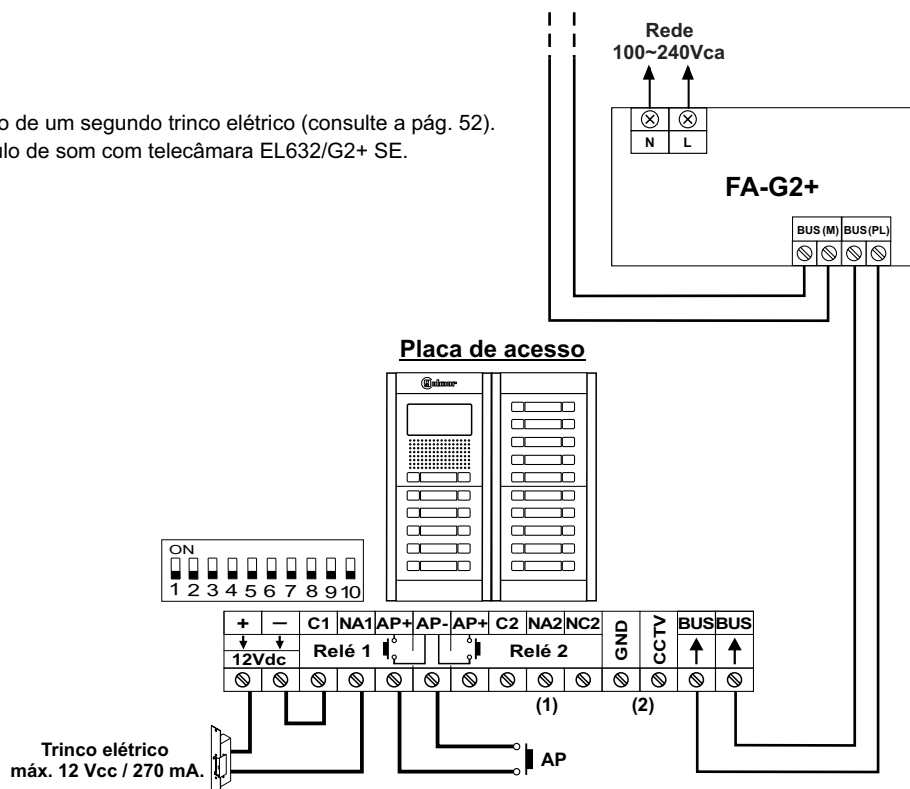 Rede
100~240Vca
o de um segundo trinco elétrico (consulte a pág. 52).
ulo de som com telecâmara EL632/G2+ SE.
N L
FA-G2+
BUS (M) BUS(PL)
Placa de acesso
Golmar
ON
1 2 3 4 5 6 7 8 9 10
+ – C1 NA1 AP+ AP- AP+ C2 NA2 NC2 GND CCTV BUS BUS
12Vdc Relé 1 Relé 2
(1) (2)
Trinco elétrico
máx. 12 Vcc / 270 mA.
AP